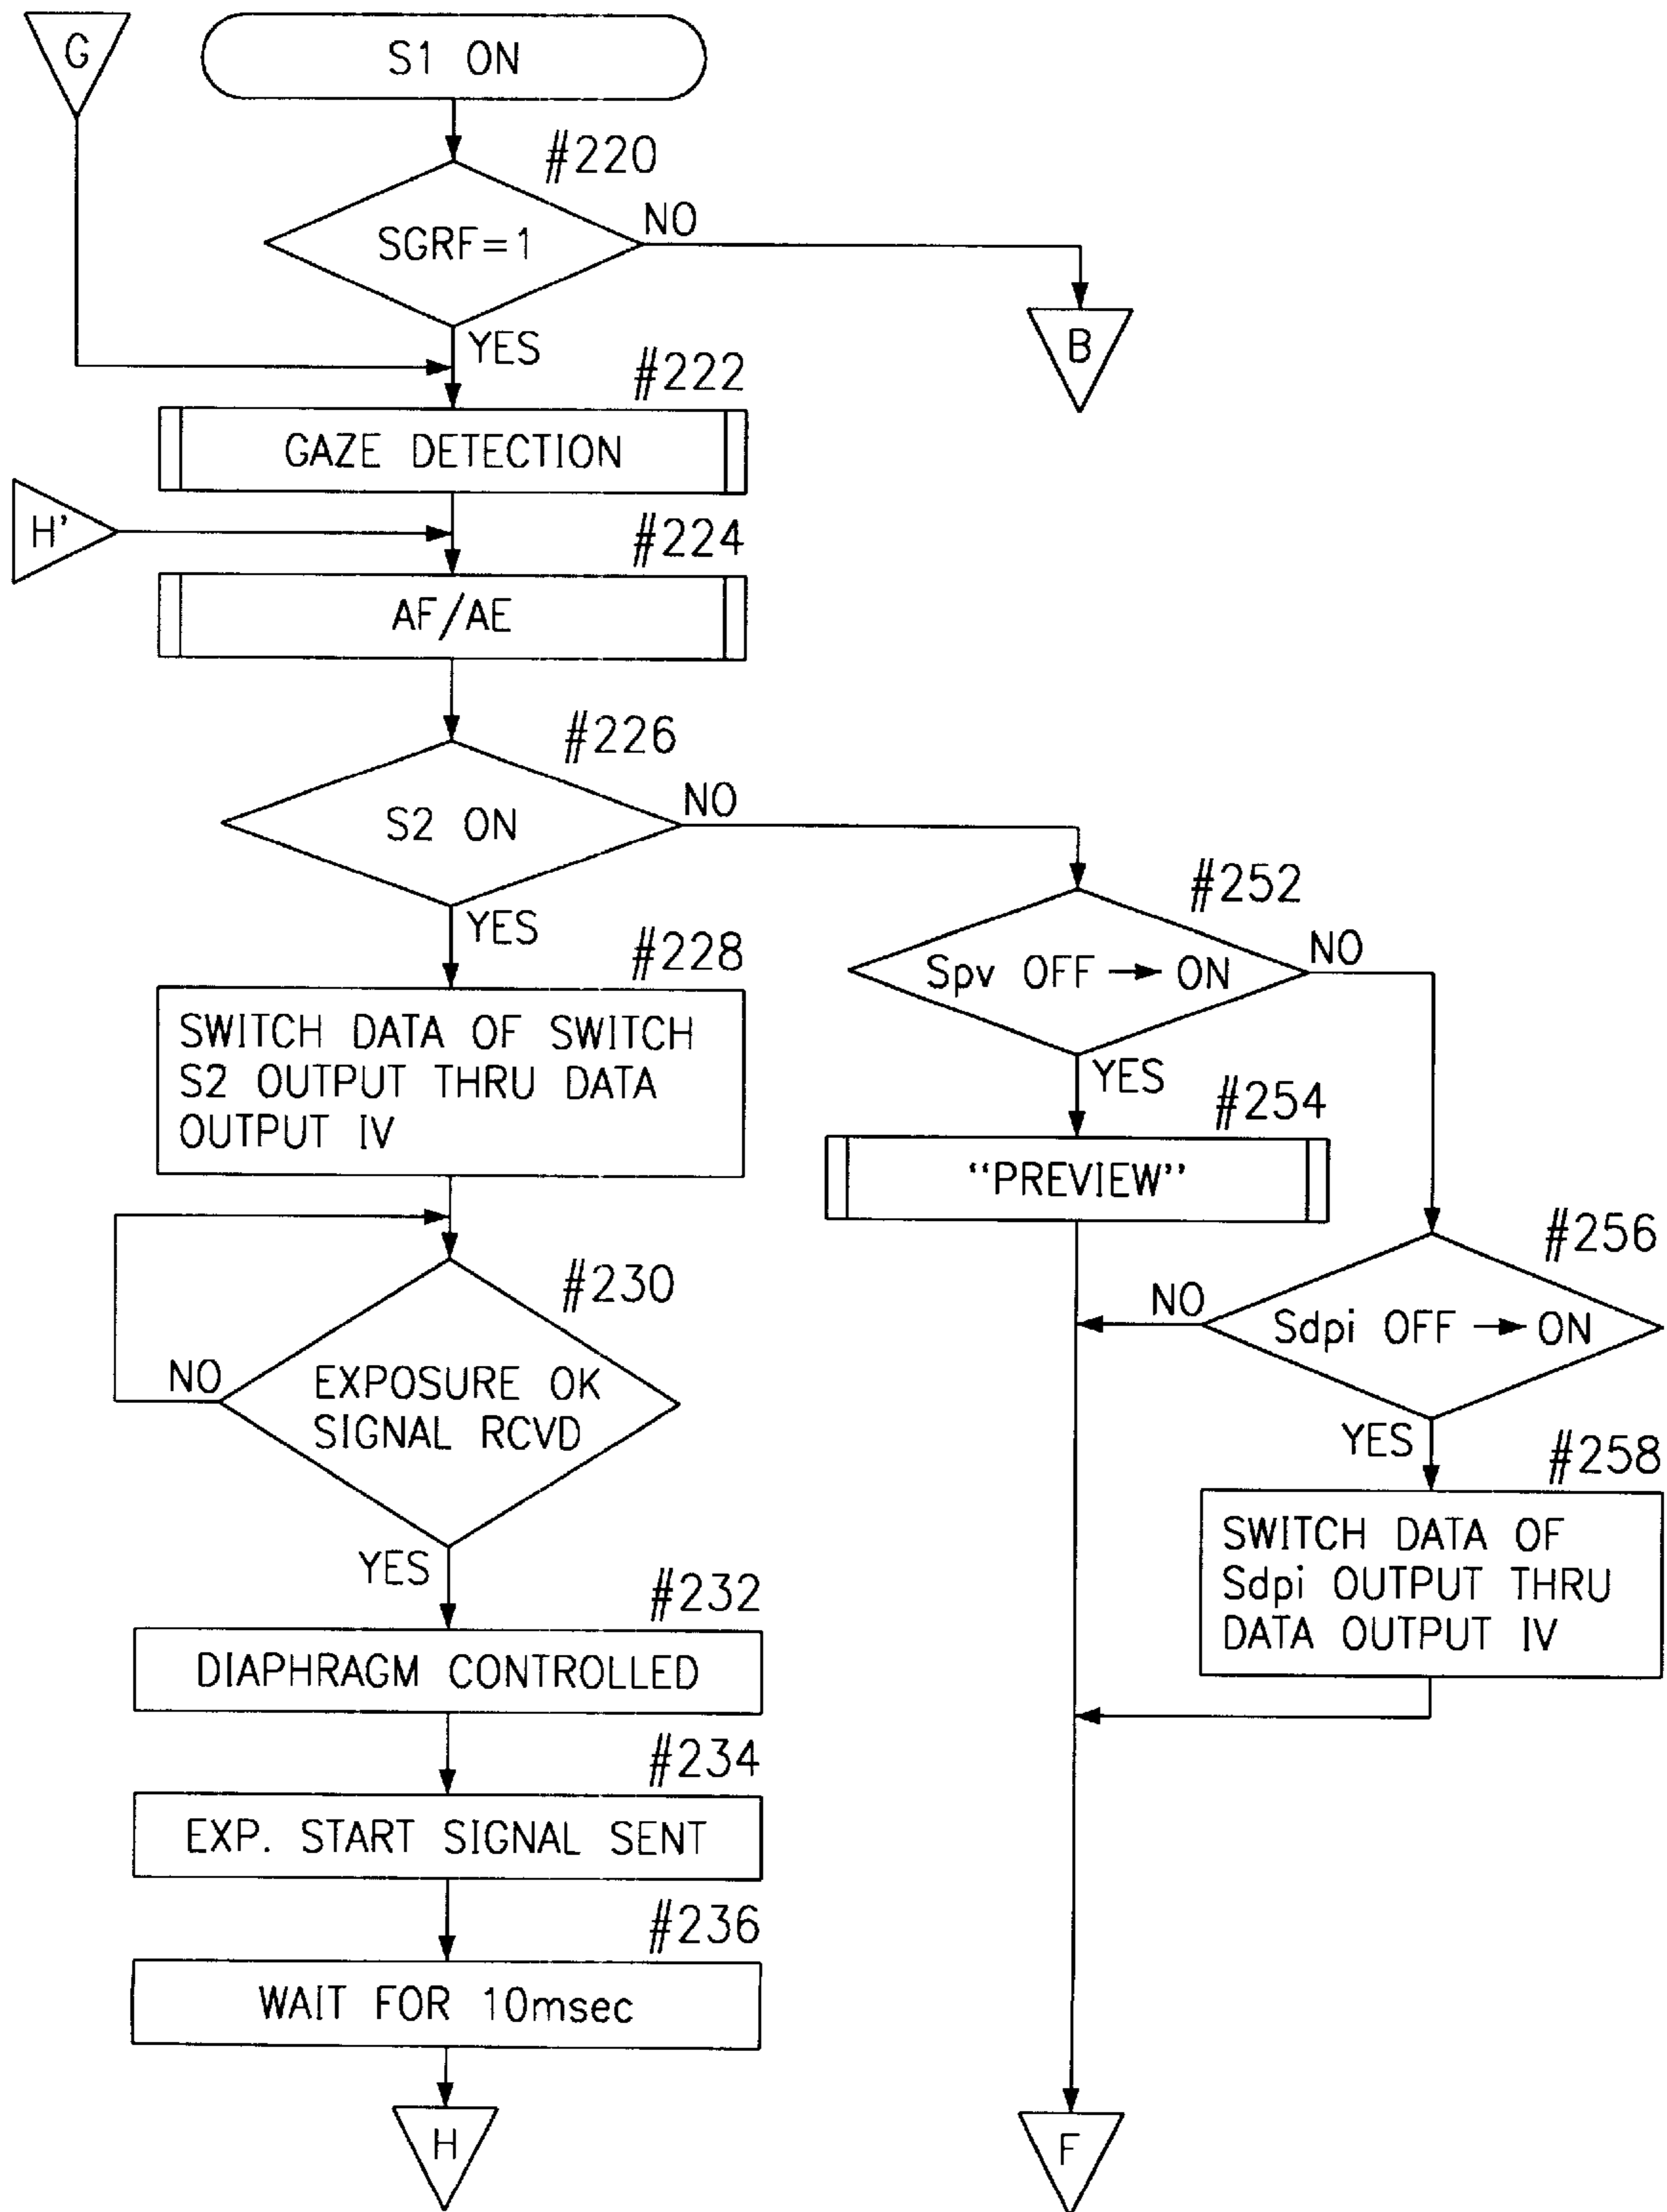 G
S1 ON
#220
SGRF=1
NO
B
YES
#222
GAZE DETECTION
H'
#224
AF/AE
#226
S2 ON
NO
YES
#228
SWITCH DATA OF SWITCH
S2 OUTPUT THRU DATA
OUTPUT IV
#230
EXPOSURE OK
SIGNAL RCVD
NO
YES
#232
DIAPHRAGM CONTROLLED
#234
EXP. START SIGNAL SENT
#236
WAIT FOR 10msec
H
#252
Spv OFF → ON
NO
YES
#254
“PREVIEW”
#256
Sdpi OFF → ON
NO
YES
#258
SWITCH DATA OF
Sdpi OUTPUT THRU
DATA OUTPUT IV
F